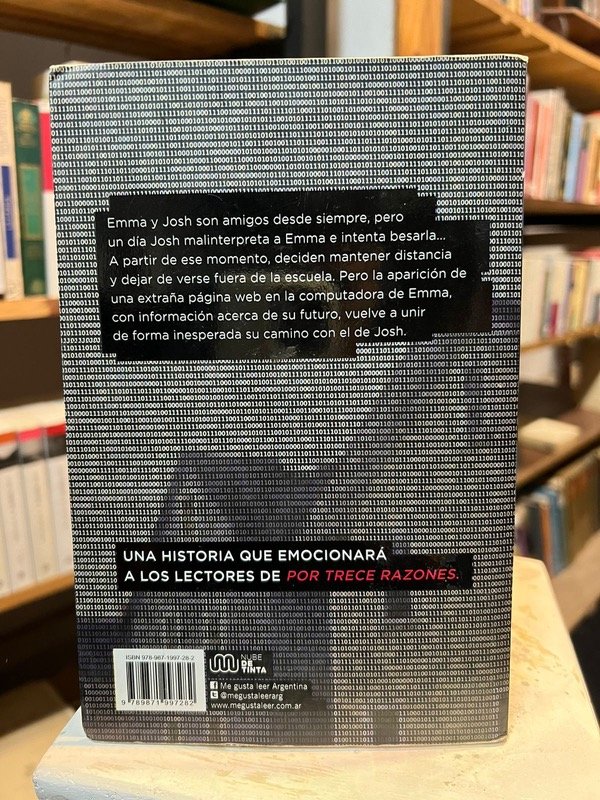 Emma y Josh son amigos desde siempre, pero
un día Josh malinterpreta a Emma e intenta besarla...
A partir de ese momento, deciden mantener distancia
y dejar de verse fuera de la escuela. Pero la aparición de
una extraña página web en la computadora de Emma,
con información acerca de su futuro, vuelve a unir
de forma inesperada su camino con el de Josh.
UNA HISTORIA QUE EMOCIONARÁ
A LOS LECTORES DE POR TRECE RAZONES.
ISBN 978-987-1997-28-2
9 789871 997282
NUBE
DE
TINTA
Me gusta leer Argentina
@megustaleerarg
www.megustaleer.com.ar